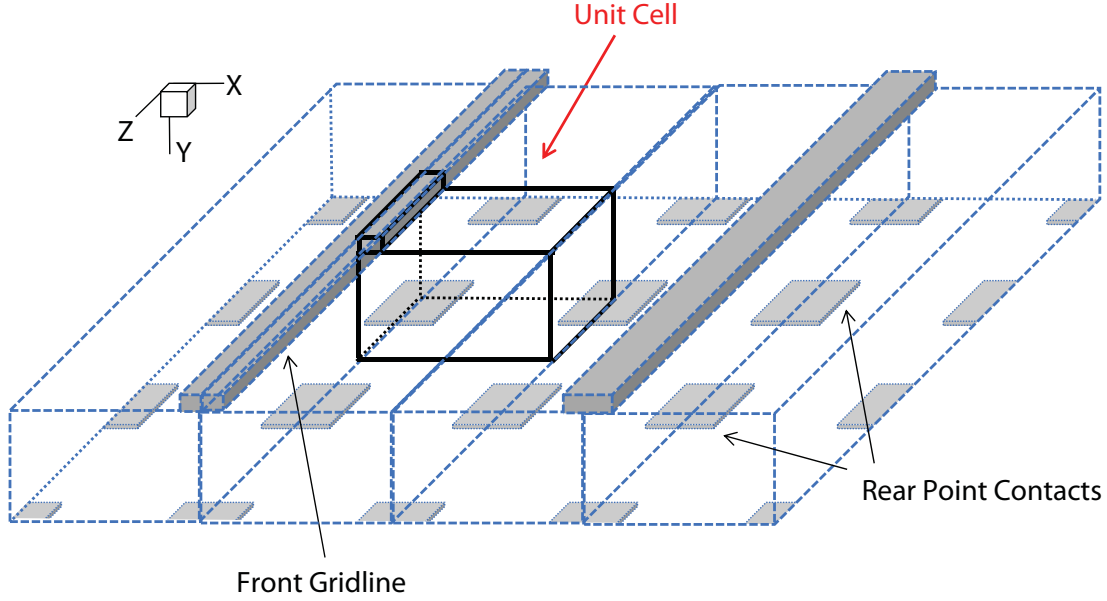 Unit Cell
X
Z
Y
Rear Point Contacts
Front Gridline